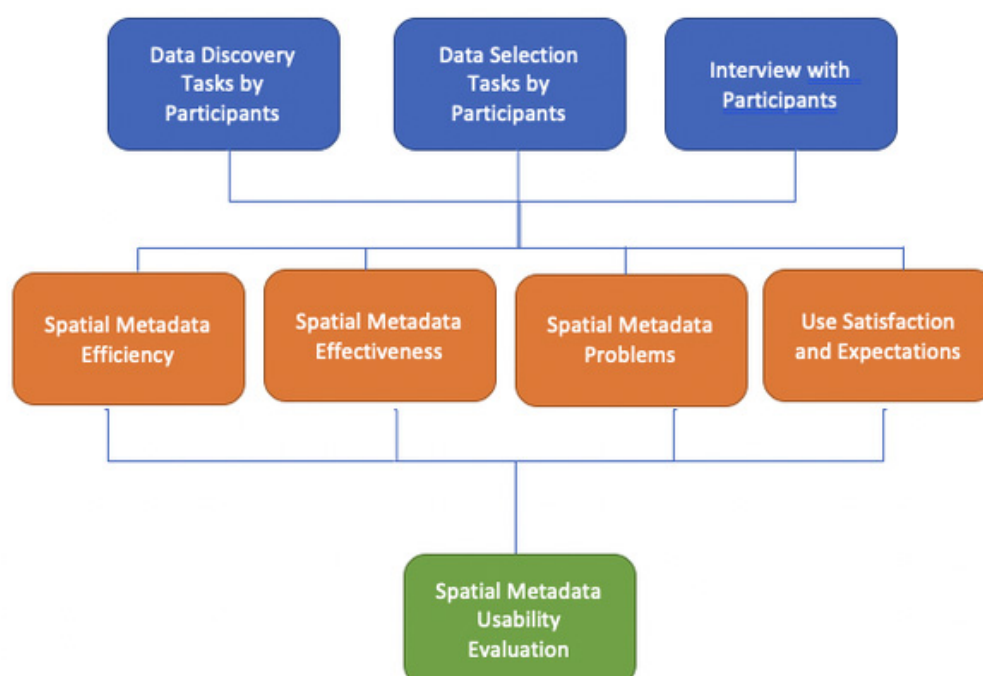 Data Discovery
Tasks by
Participants
Data Selection
Tasks by
Participants
Interview with
Participants
Spatial Metadata
Efficiency
Spatial Metadata
Effectiveness
Spatial Metadata
Problems
Use Satisfaction
and Expectations
Spatial Metadata
Usability
Evaluation